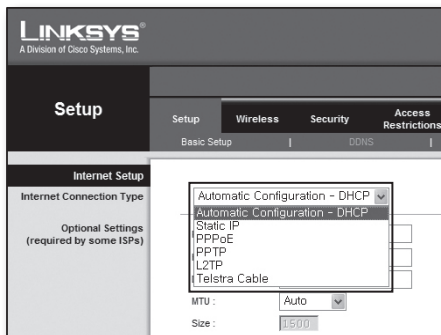 LINKSYS®
A Division of Cisco Systems, Inc.
Setup
Setup Wireless Security Access Restrictions
Basic Setup | DDNS |
Internet Setup
Internet Connection Type
Automatic Configuration - DHCP
Automatic Configuration - DHCP
Static IP
PPPoE
PPTP
L2TP
Telstra Cable
Optional Settings
(required by some ISPs)
MTU : Auto
Size : 1500